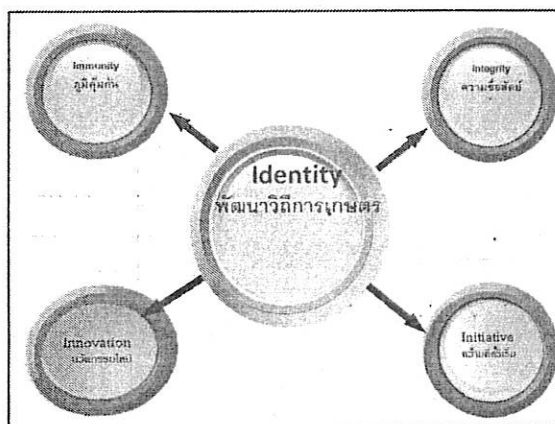 Immunity
ภูมิคุ้มกัน
Integrity
ความซื่อสัตย์
Identity
พัฒนาวิถีการเกษตร
Innovation
นวัตกรรมใหม่
Initiative
ความคิดริเริ่ม